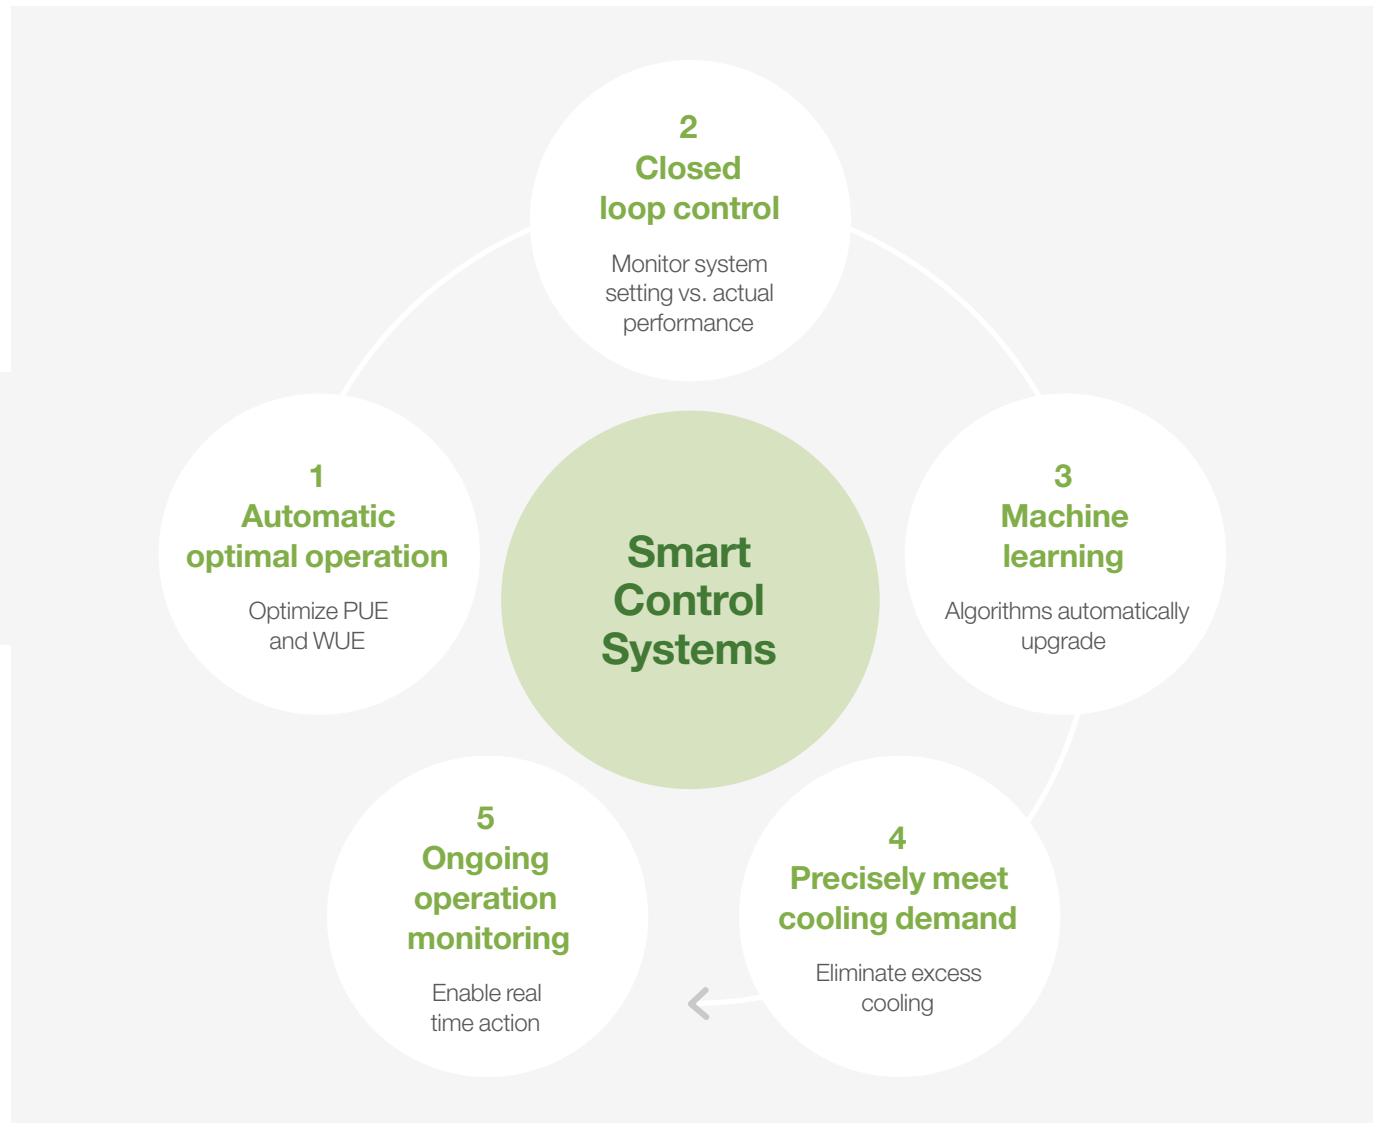 2
Closed
loop control
Monitor system
setting vs. actual
performance
1
Automatic
optimal operation
Optimize PUE
and WUE
Smart
Control
Systems
3
Machine
learning
Algorithms automatically
upgrade
5
Ongoing
operation
monitoring
Enable real
time action
4
Precisely meet
cooling demand
Eliminate excess
cooling